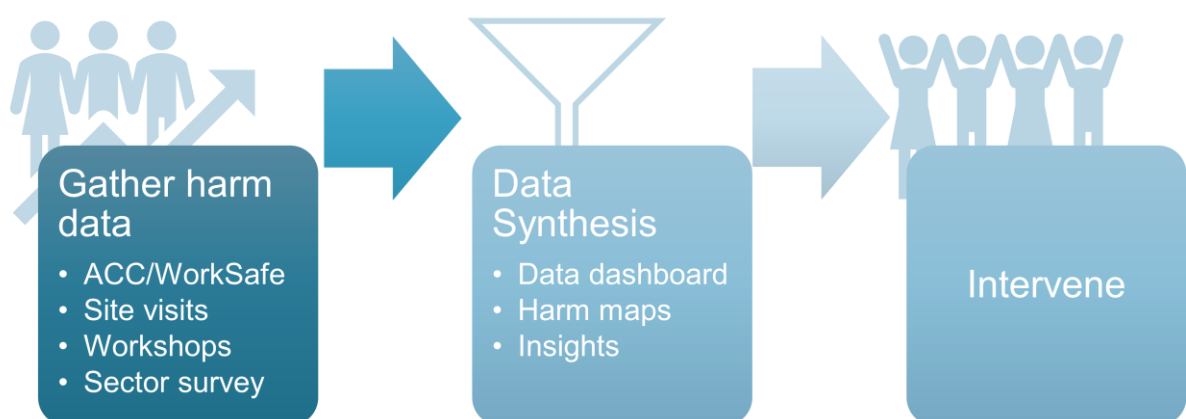 Gather harm
data
• ACC/WorkSafe
• Site visits
• Workshops
• Sector survey
Data
Synthesis
• Data dashboard
• Harm maps
• Insights
Intervene